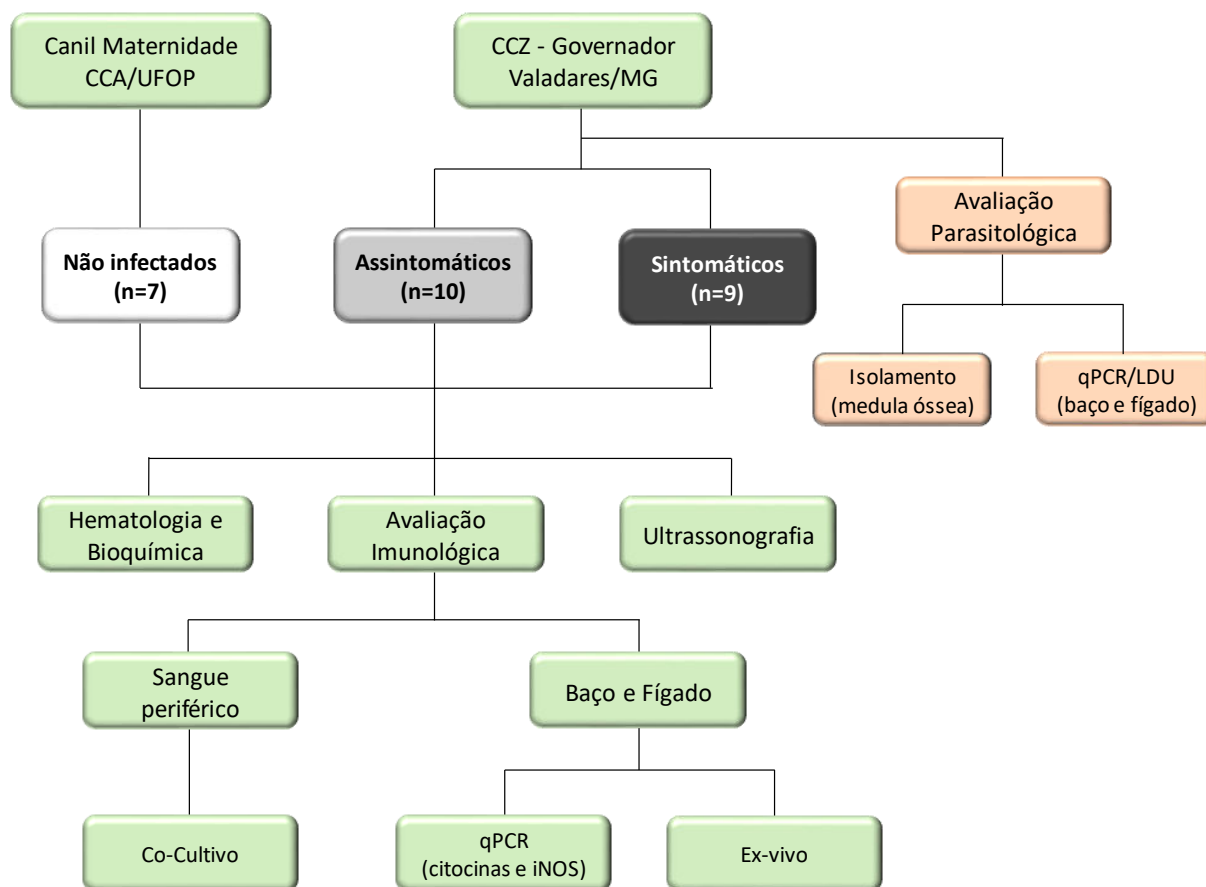 Canil Maternidade
CCA/UFOP
CCZ - Governador
Valadares/MG
Avaliação
Parasitológica
Não infectados
(n=7)
Assintomáticos
(n=10)
Sintomáticos
(n=9)
Isolamento
(medula óssea)
qPCR/LDU
(baço e fígado)
Hematologia e
Bioquímica
Avaliação
Imunológica
Ultrassonografia
Sangue
periférico
Baço e Fígado
Co-Cultivo
qPCR
(citocinas e iNOS)
Ex-vivo